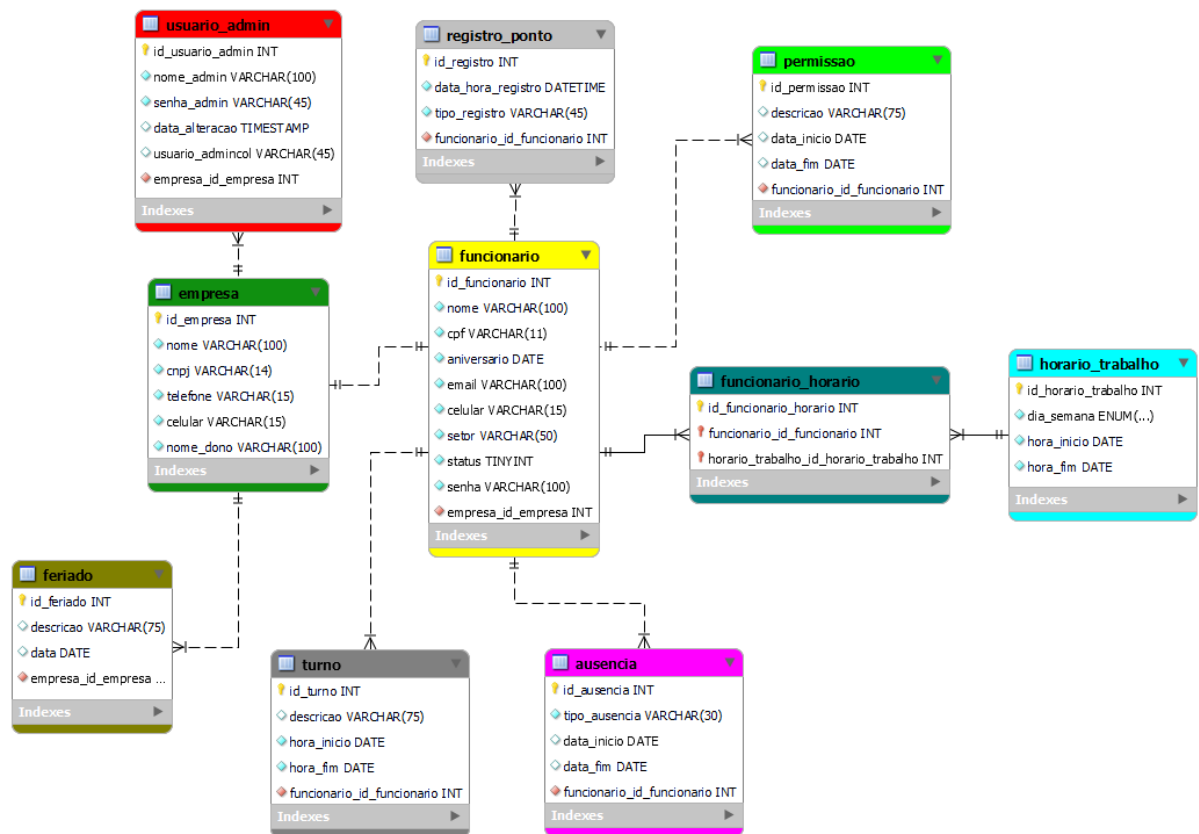 usuario_admin
id_usuario_admin INT
nome_admin VARCHAR(100)
senha_admin VARCHAR(45)
data_alteracao TIMESTAMP
usuario_admincol VARCHAR(45)
empresa_id_empresa INT
Indexes
registro_ponto
id_registro INT
data_hora_registro DATETIME
tipo_registro VARCHAR(45)
funcionario_id_funcionario INT
Indexes
permissao
id_permissao INT
descricao VARCHAR(75)
data_inicio DATE
data_fim DATE
funcionario_id_funcionario INT
Indexes
empresa
id_empresa INT
nome VARCHAR(100)
cnpj VARCHAR(14)
telefone VARCHAR(15)
celular VARCHAR(15)
nome_dono VARCHAR(100)
Indexes
funcionario
id_funcionario INT
nome VARCHAR(100)
cpf VARCHAR(11)
aniversario DATE
email VARCHAR(100)
celular VARCHAR(15)
setor VARCHAR(50)
status TINYINT
senha VARCHAR(100)
empresa_id_empresa INT
Indexes
funcionario_horario
id_funcionario_horario INT
funcionario_id_funcionario INT
horario_trabalho_id_horario_trabalho INT
Indexes
horario_trabalho
id_horario_trabalho INT
dia_semana ENUM(...)
hora_inicio DATE
hora_fim DATE
Indexes
feriado
id_feriado INT
descricao VARCHAR(75)
data DATE
empresa_id_empresa ...
Indexes
turno
id_turno INT
descricao VARCHAR(75)
hora_inicio DATE
hora_fim DATE
funcionario_id_funcionario INT
Indexes
ausencia
id_ausencia INT
tipo_ausencia VARCHAR(30)
data_inicio DATE
data_fim DATE
funcionario_id_funcionario INT
Indexes